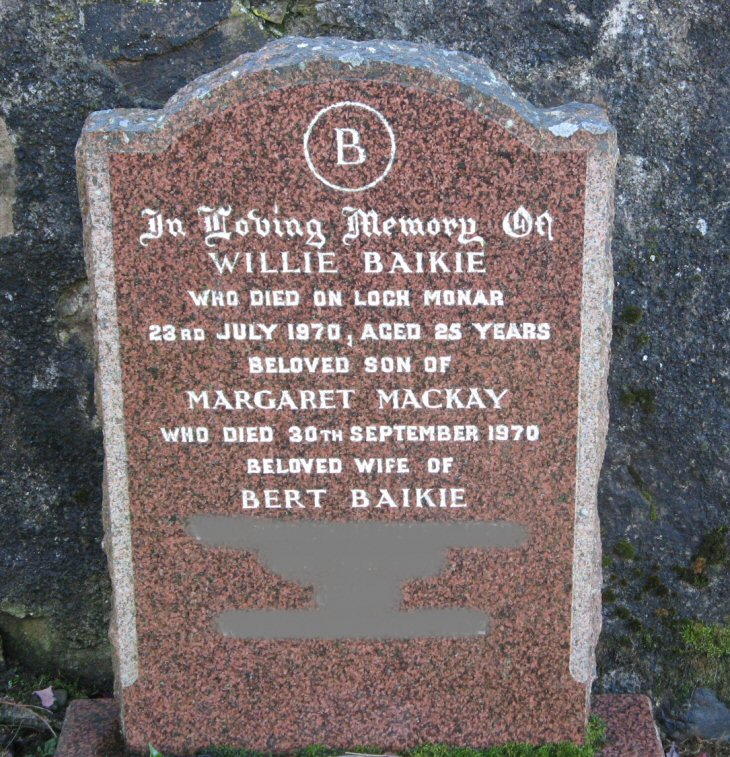 B
In Loving Memory Of
WILLIE BAIKIE
WHO DIED ON LOCH MONAR
23RD JULY 1970, AGED 25 YEARS
BELOVED SON OF
MARGARET MACKAY
WHO DIED 30TH SEPTEMBER 1970
BELOVED WIFE OF
BERT BAIKIE